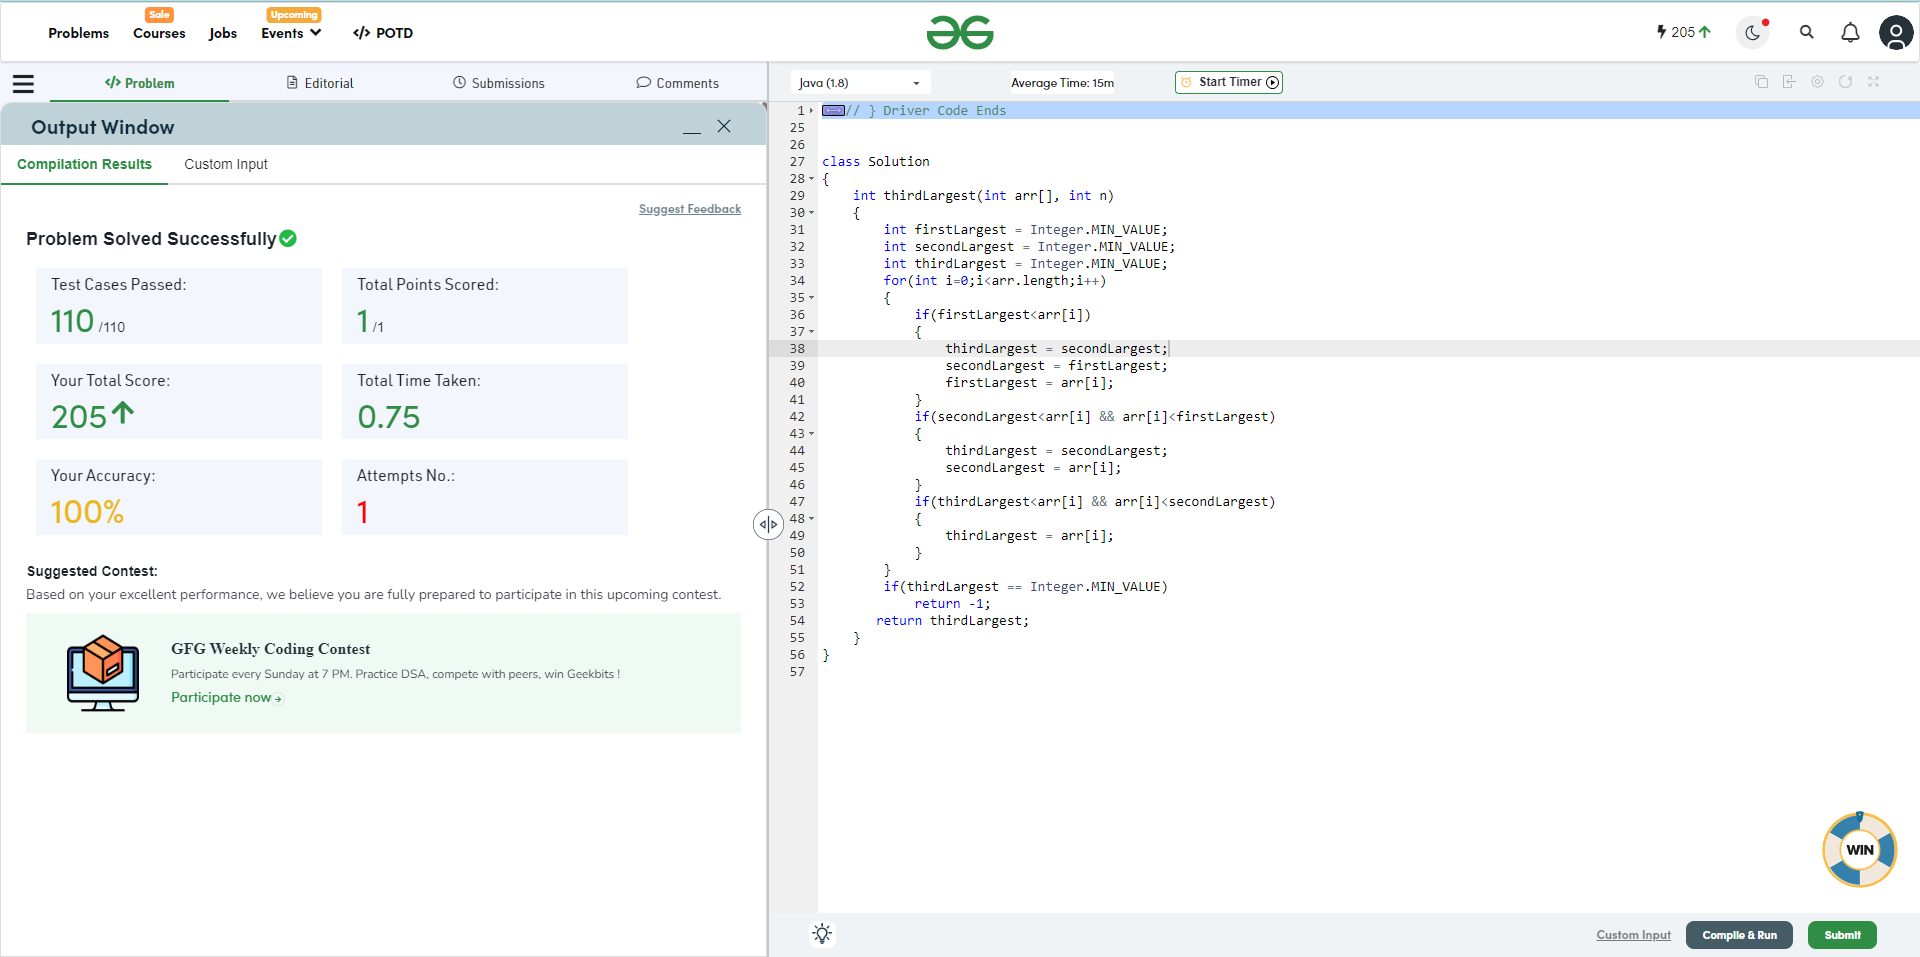 Sale
Upcoming
Problems Courses Jobs Events </> POTD
205
</> Problem Editorial Submissions Comments
Java (1.8) Average Time: 15m Start Timer
Output Window
Compilation Results Custom Input
Suggest Feedback
Problem Solved Successfully
Test Cases Passed:
110 /110
Total Points Scored:
1 /1
Your Total Score:
205
Total Time Taken:
0.75
Your Accuracy:
100%
Attempts No.:
1
Suggested Contest:
Based on your excellent performance, we believe you are fully prepared to participate in this upcoming contest.
GFG Weekly Coding Contest
Participate every Sunday at 7 PM. Practice DSA, compete with peers, win Geekbits !
Participate now
1 // } Driver Code Ends
25
26
27 class Solution
28 {
29     int thirdLargest(int arr[], int n)
30     {
31         int firstLargest = Integer.MIN_VALUE;
32         int secondLargest = Integer.MIN_VALUE;
33         int thirdLargest = Integer.MIN_VALUE;
34         for(int i=0;i<arr.length;i++)
35         {
36             if(firstLargest<arr[i])
37             {
38                 thirdLargest = secondLargest;
39                 secondLargest = firstLargest;
40                 firstLargest = arr[i];
41             }
42             if(secondLargest<arr[i] && arr[i]<firstLargest)
43             {
44                 thirdLargest = secondLargest;
45                 secondLargest = arr[i];
46             }
47             if(thirdLargest<arr[i] && arr[i]<secondLargest)
48             {
49                 thirdLargest = arr[i];
50             }
51         }
52         if(thirdLargest == Integer.MIN_VALUE)
53             return -1;
54        return thirdLargest;
55     }
56 }
57
WIN
Custom Input Compile & Run Submit